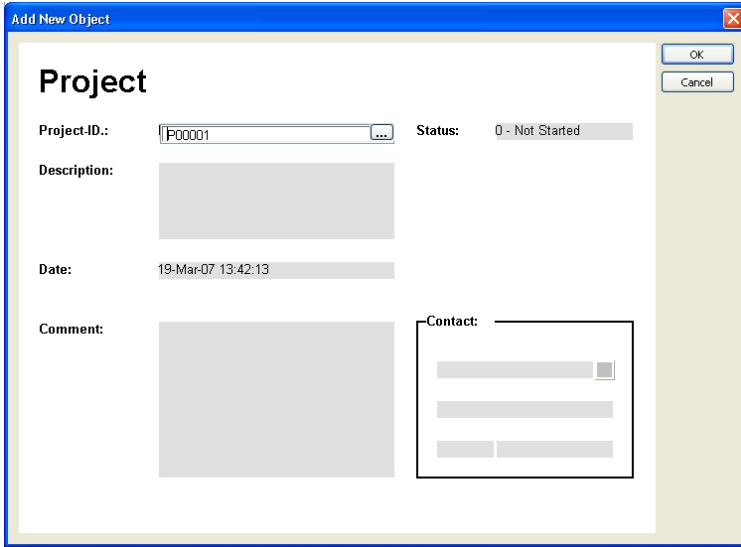 Add New Object
OK
Cancel
Project
Project-ID.: P00001 ... Status: 0 - Not Started
Description:
Date: 19-Mar-07 13:42:13
Comment:
Contact: